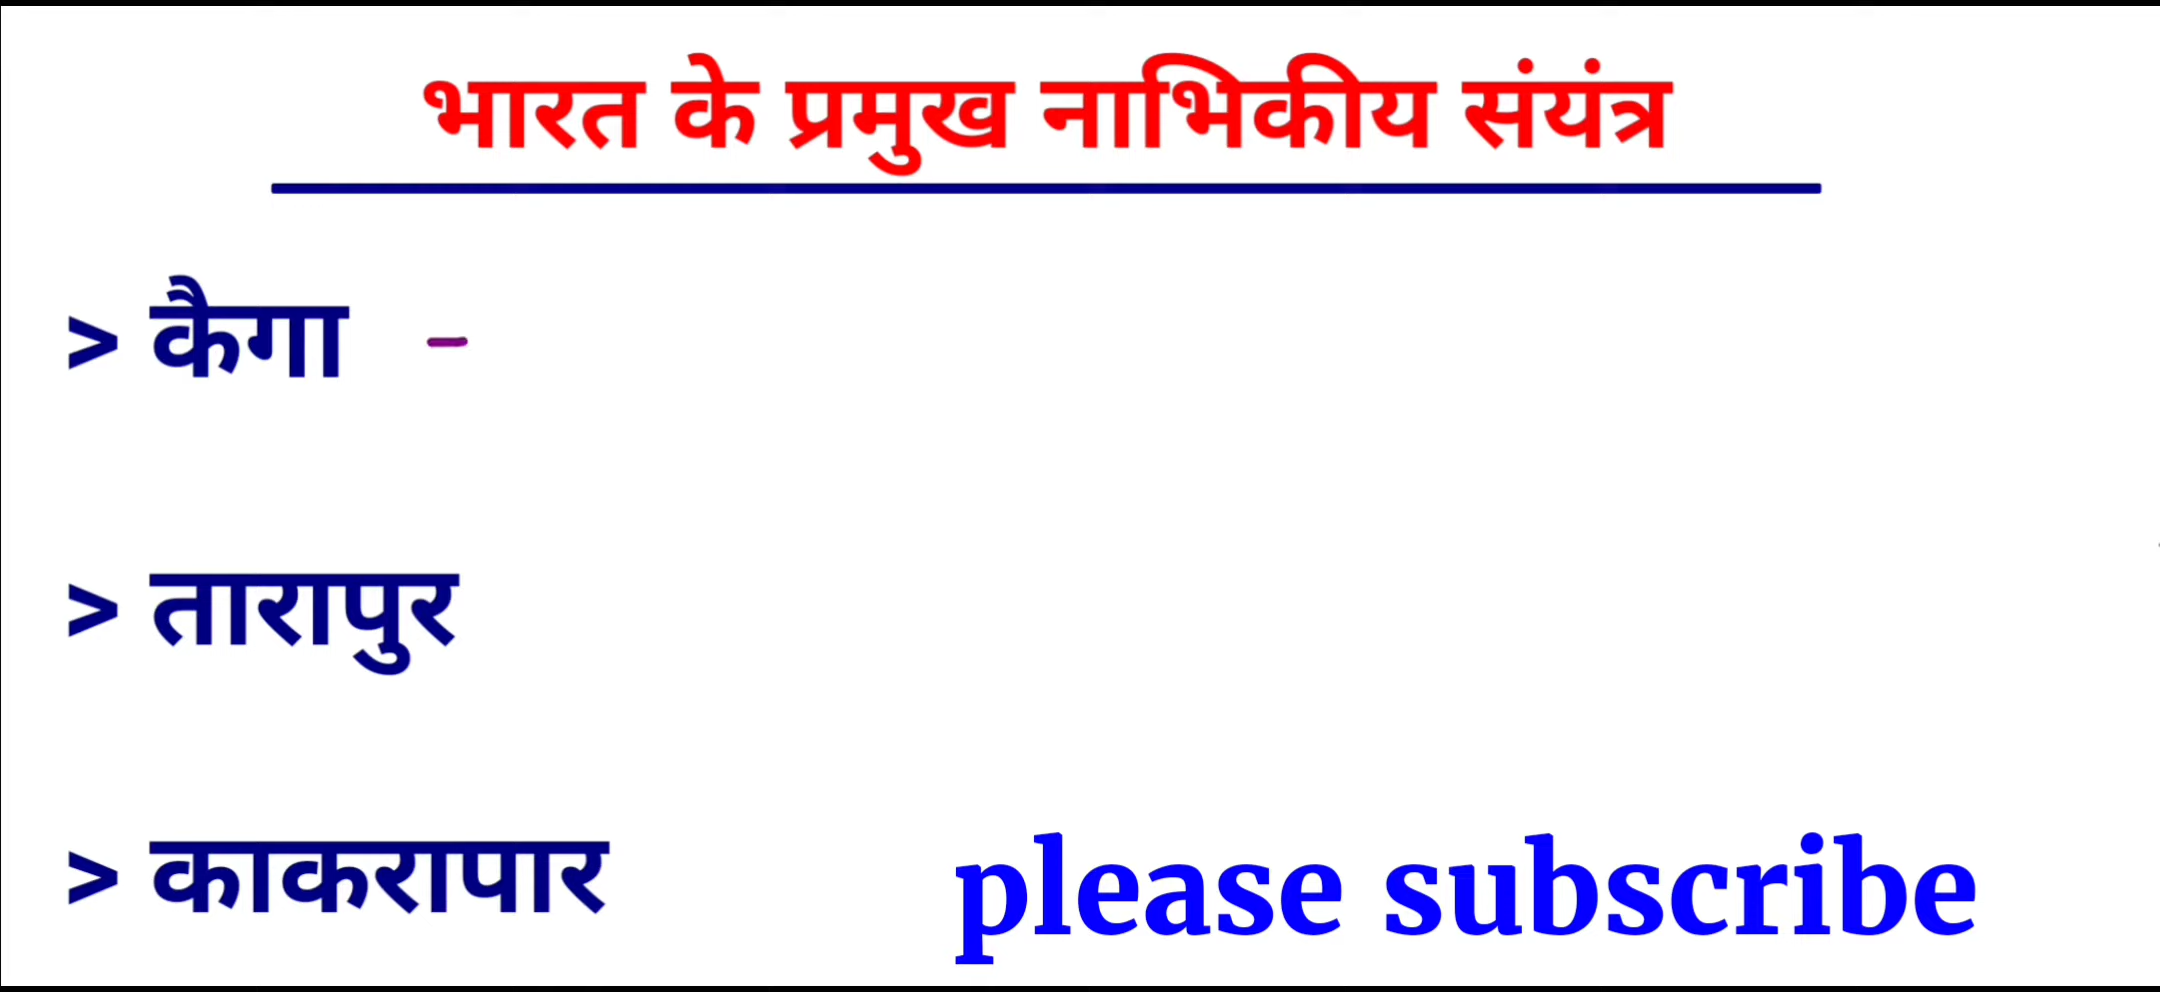 भारत के प्रमुख नाभिकीय संयंत्र
> कैगा –
> तारापुर
> काकरापार
please subscribe